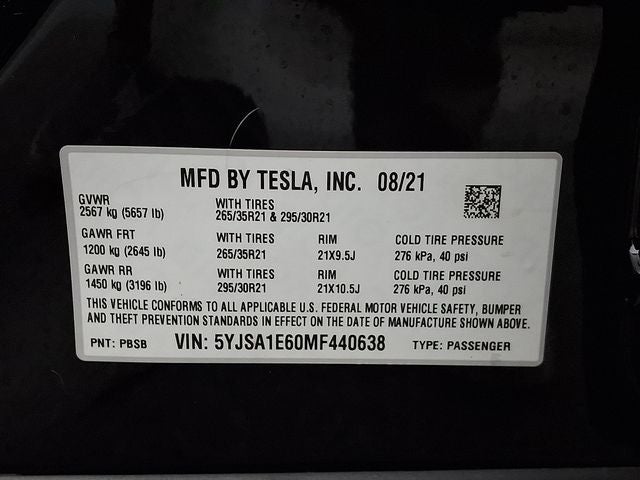 MFD BY TESLA, INC. 08/21
GVWR WITH TIRES
2567 kg (5657 lb) 265/35R21 & 295/30R21
GAWR FRT WITH TIRES RIM COLD TIRE PRESSURE
1200 kg (2645 lb) 265/35R21 21X9.5J 276 kPa, 40 psi
GAWR RR WITH TIRES RIM COLD TIRE PRESSURE
1450 kg (3196 lb) 295/30R21 21X10.5J 276 kPa, 40 psi
THIS VEHICLE CONFORMS TO ALL APPLICABLE U.S. FEDERAL MOTOR VEHICLE SAFETY, BUMPER
AND THEFT PREVENTION STANDARDS IN EFFECT ON THE DATE OF MANUFACTURE SHOWN ABOVE.
PNT: PBSB VIN: 5YJSA1E60MF440638 TYPE: PASSENGER